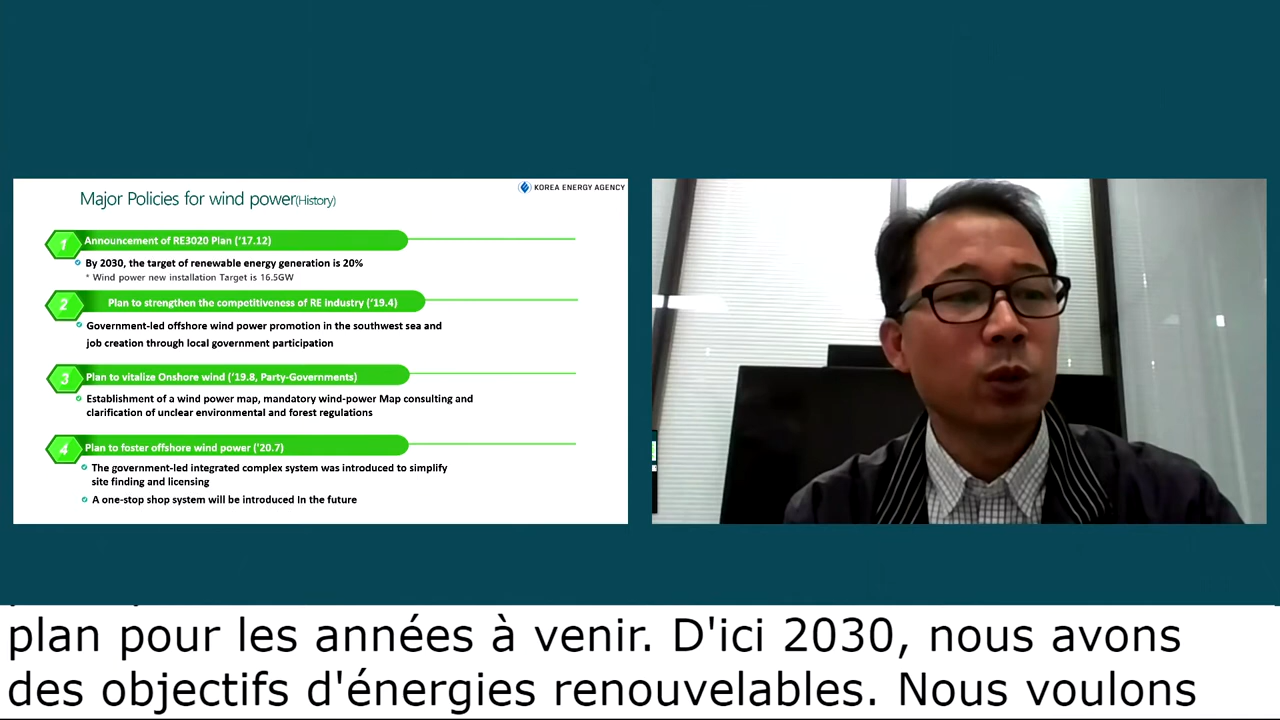 KOREA ENERGY AGENCY
Major Policies for wind power(History)
1 Announcement of RE3020 Plan ('17.12)
By 2030, the target of renewable energy generation is 20%
* Wind power new installation Target is 16.5GW
2 Plan to strengthen the competitiveness of RE industry ('19.4)
Government-led offshore wind power promotion in the southwest sea and
job creation through local government participation
3 Plan to vitalize Onshore wind ('19.8, Party-Governments)
Establishment of a wind power map, mandatory wind-power Map consulting and
clarification of unclear environmental and forest regulations
4 Plan to foster offshore wind power ('20.7)
The government-led integrated complex system was introduced to simplify
site finding and licensing
A one-stop shop system will be introduced In the future
plan pour les années à venir. D'ici 2030, nous avons
des objectifs d'énergies renouvelables. Nous voulons